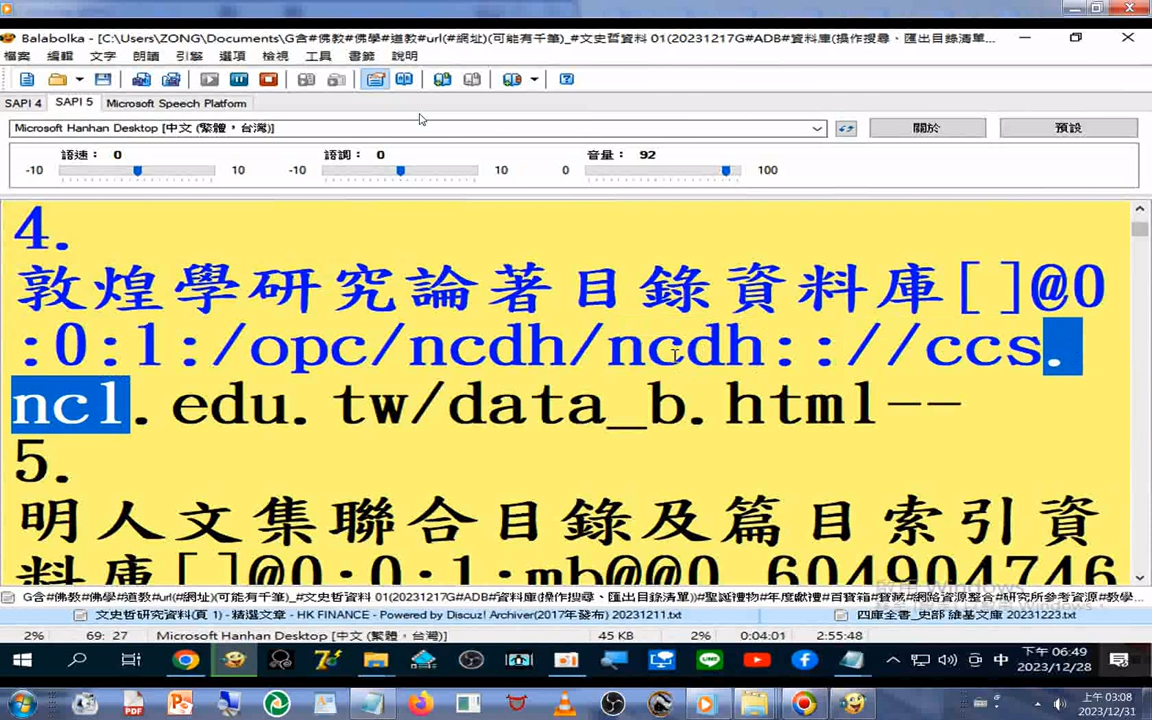 Balabolka - [C:\Users\ZONG\Documents\G含#佛教#佛學#道教#url(#網址)(可能有千筆)_#文史哲資料 01(20231217G#ADB#資料庫(操作搜尋、匯出目錄清單...
檔案 編輯 文字 朗讀 引擎 選項 檢視 工具 書籤 說明
SAPI 4 SAPI 5 Microsoft Speech Platform
Microsoft Hanhan Desktop [中文 (繁體，台灣)] 關於 預設
語速： 0 語調： 0 音量： 92
-10 10 -10 10 0 100
4.
敦煌學研究論著目錄資料庫[]@0
:0:1:/opc/ncdh/ncdh:://ccs.
ncl.edu.tw/data_b.html--
5.
明人文集聯合目錄及篇目索引資
料庫[]@0:0:1:mb@@0.604904746
G含#佛教#佛學#道教#url(#網址)(可能有千筆)_#文史哲資料 01(20231217G#ADB#資料庫(操作搜尋、匯出目錄清單))#聖誕禮物#年度獻禮#百寶箱#寶藏#網路資源整合#研究所參考資源#教學...
文史哲研究資料(頁 1) - 精選文章 - HK FINANCE - Powered by Discuz! Archiver(2017年發布) 20231211.txt 四庫全書_史部 維基文庫 20231223.txt
2% 69: 27 Microsoft Hanhan Desktop [中文 (繁體，台灣)] 45 KB 2% 0:04:01 2:55:48
中 下午 06:49
2023/12/28
上午 03:08
2023/12/31